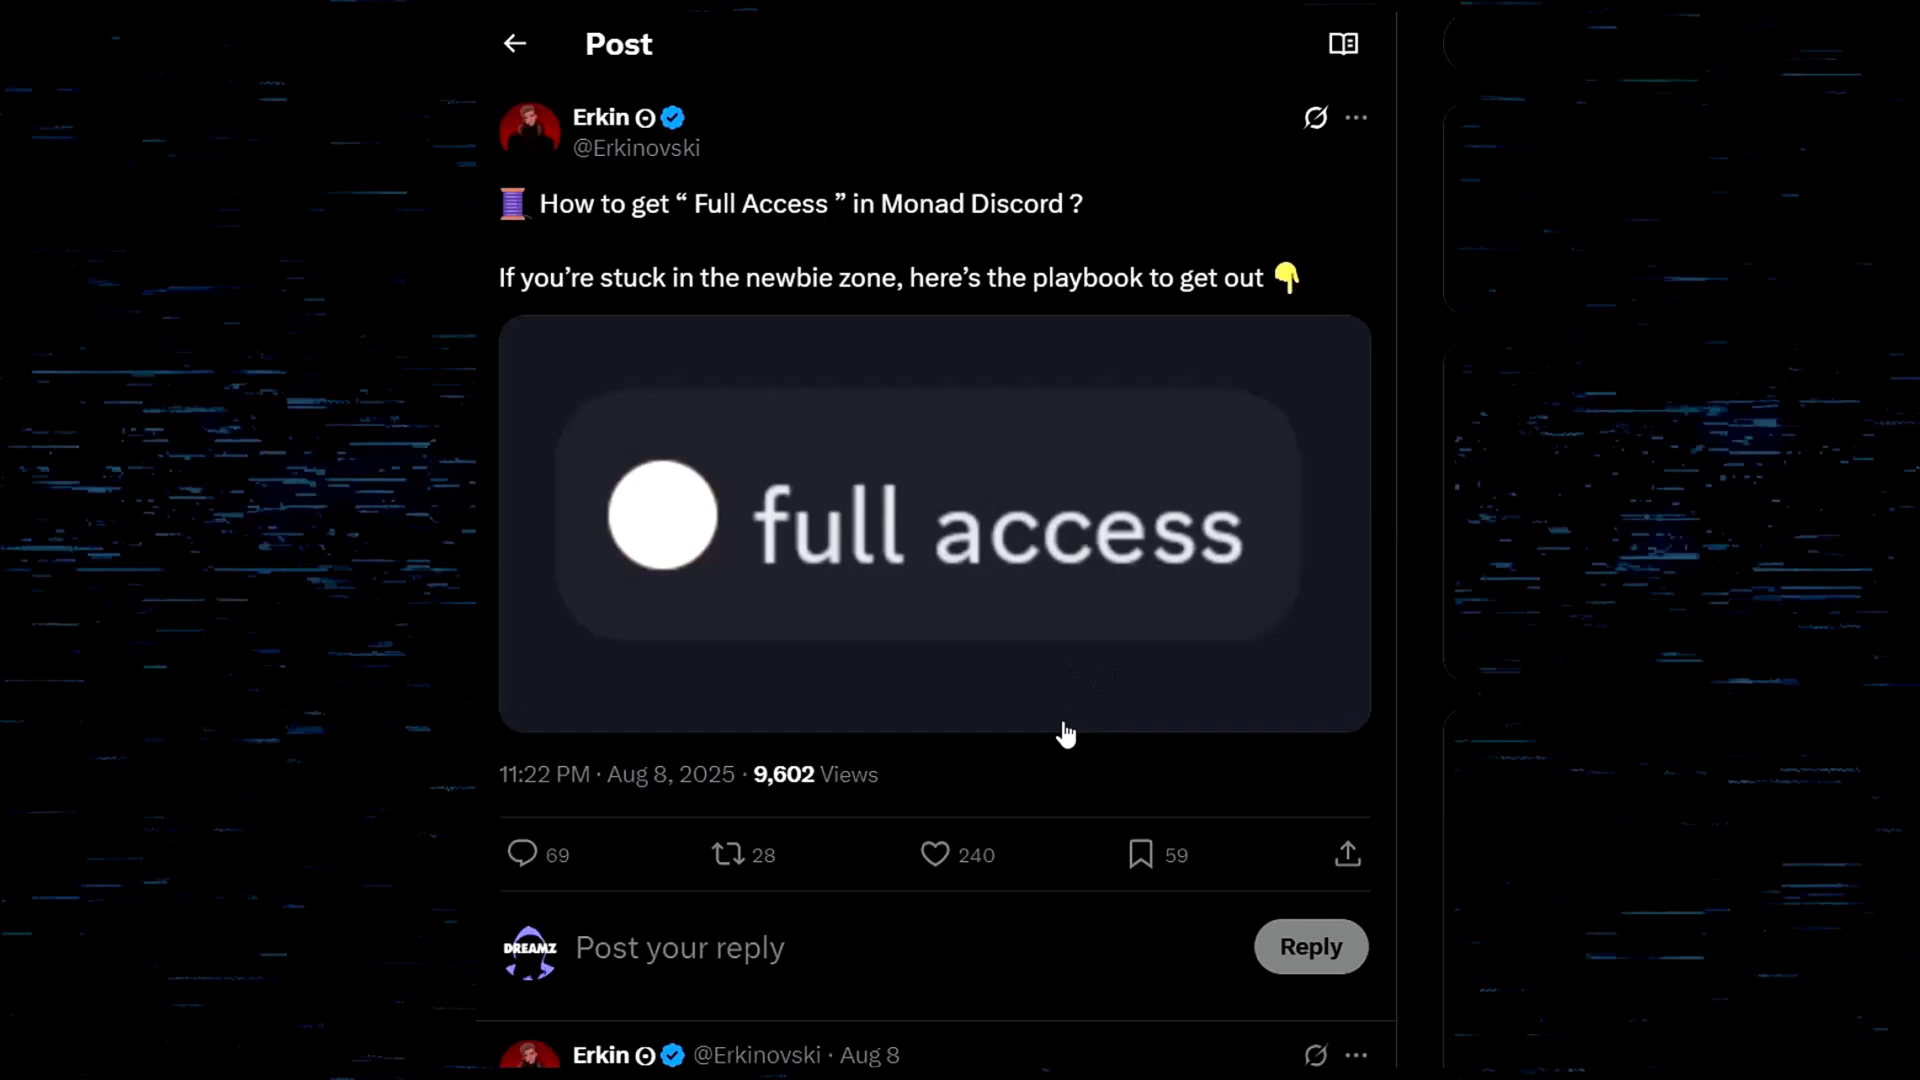 Post
Erkin
@Erkinovski
How to get “ Full Access ” in Monad Discord ?
If you’re stuck in the newbie zone, here’s the playbook to get out
full access
11:22 PM · Aug 8, 2025 · 9,602 Views
69 28 240 59
DREAMZ
Post your reply
Reply
Erkin @Erkinovski · Aug 8